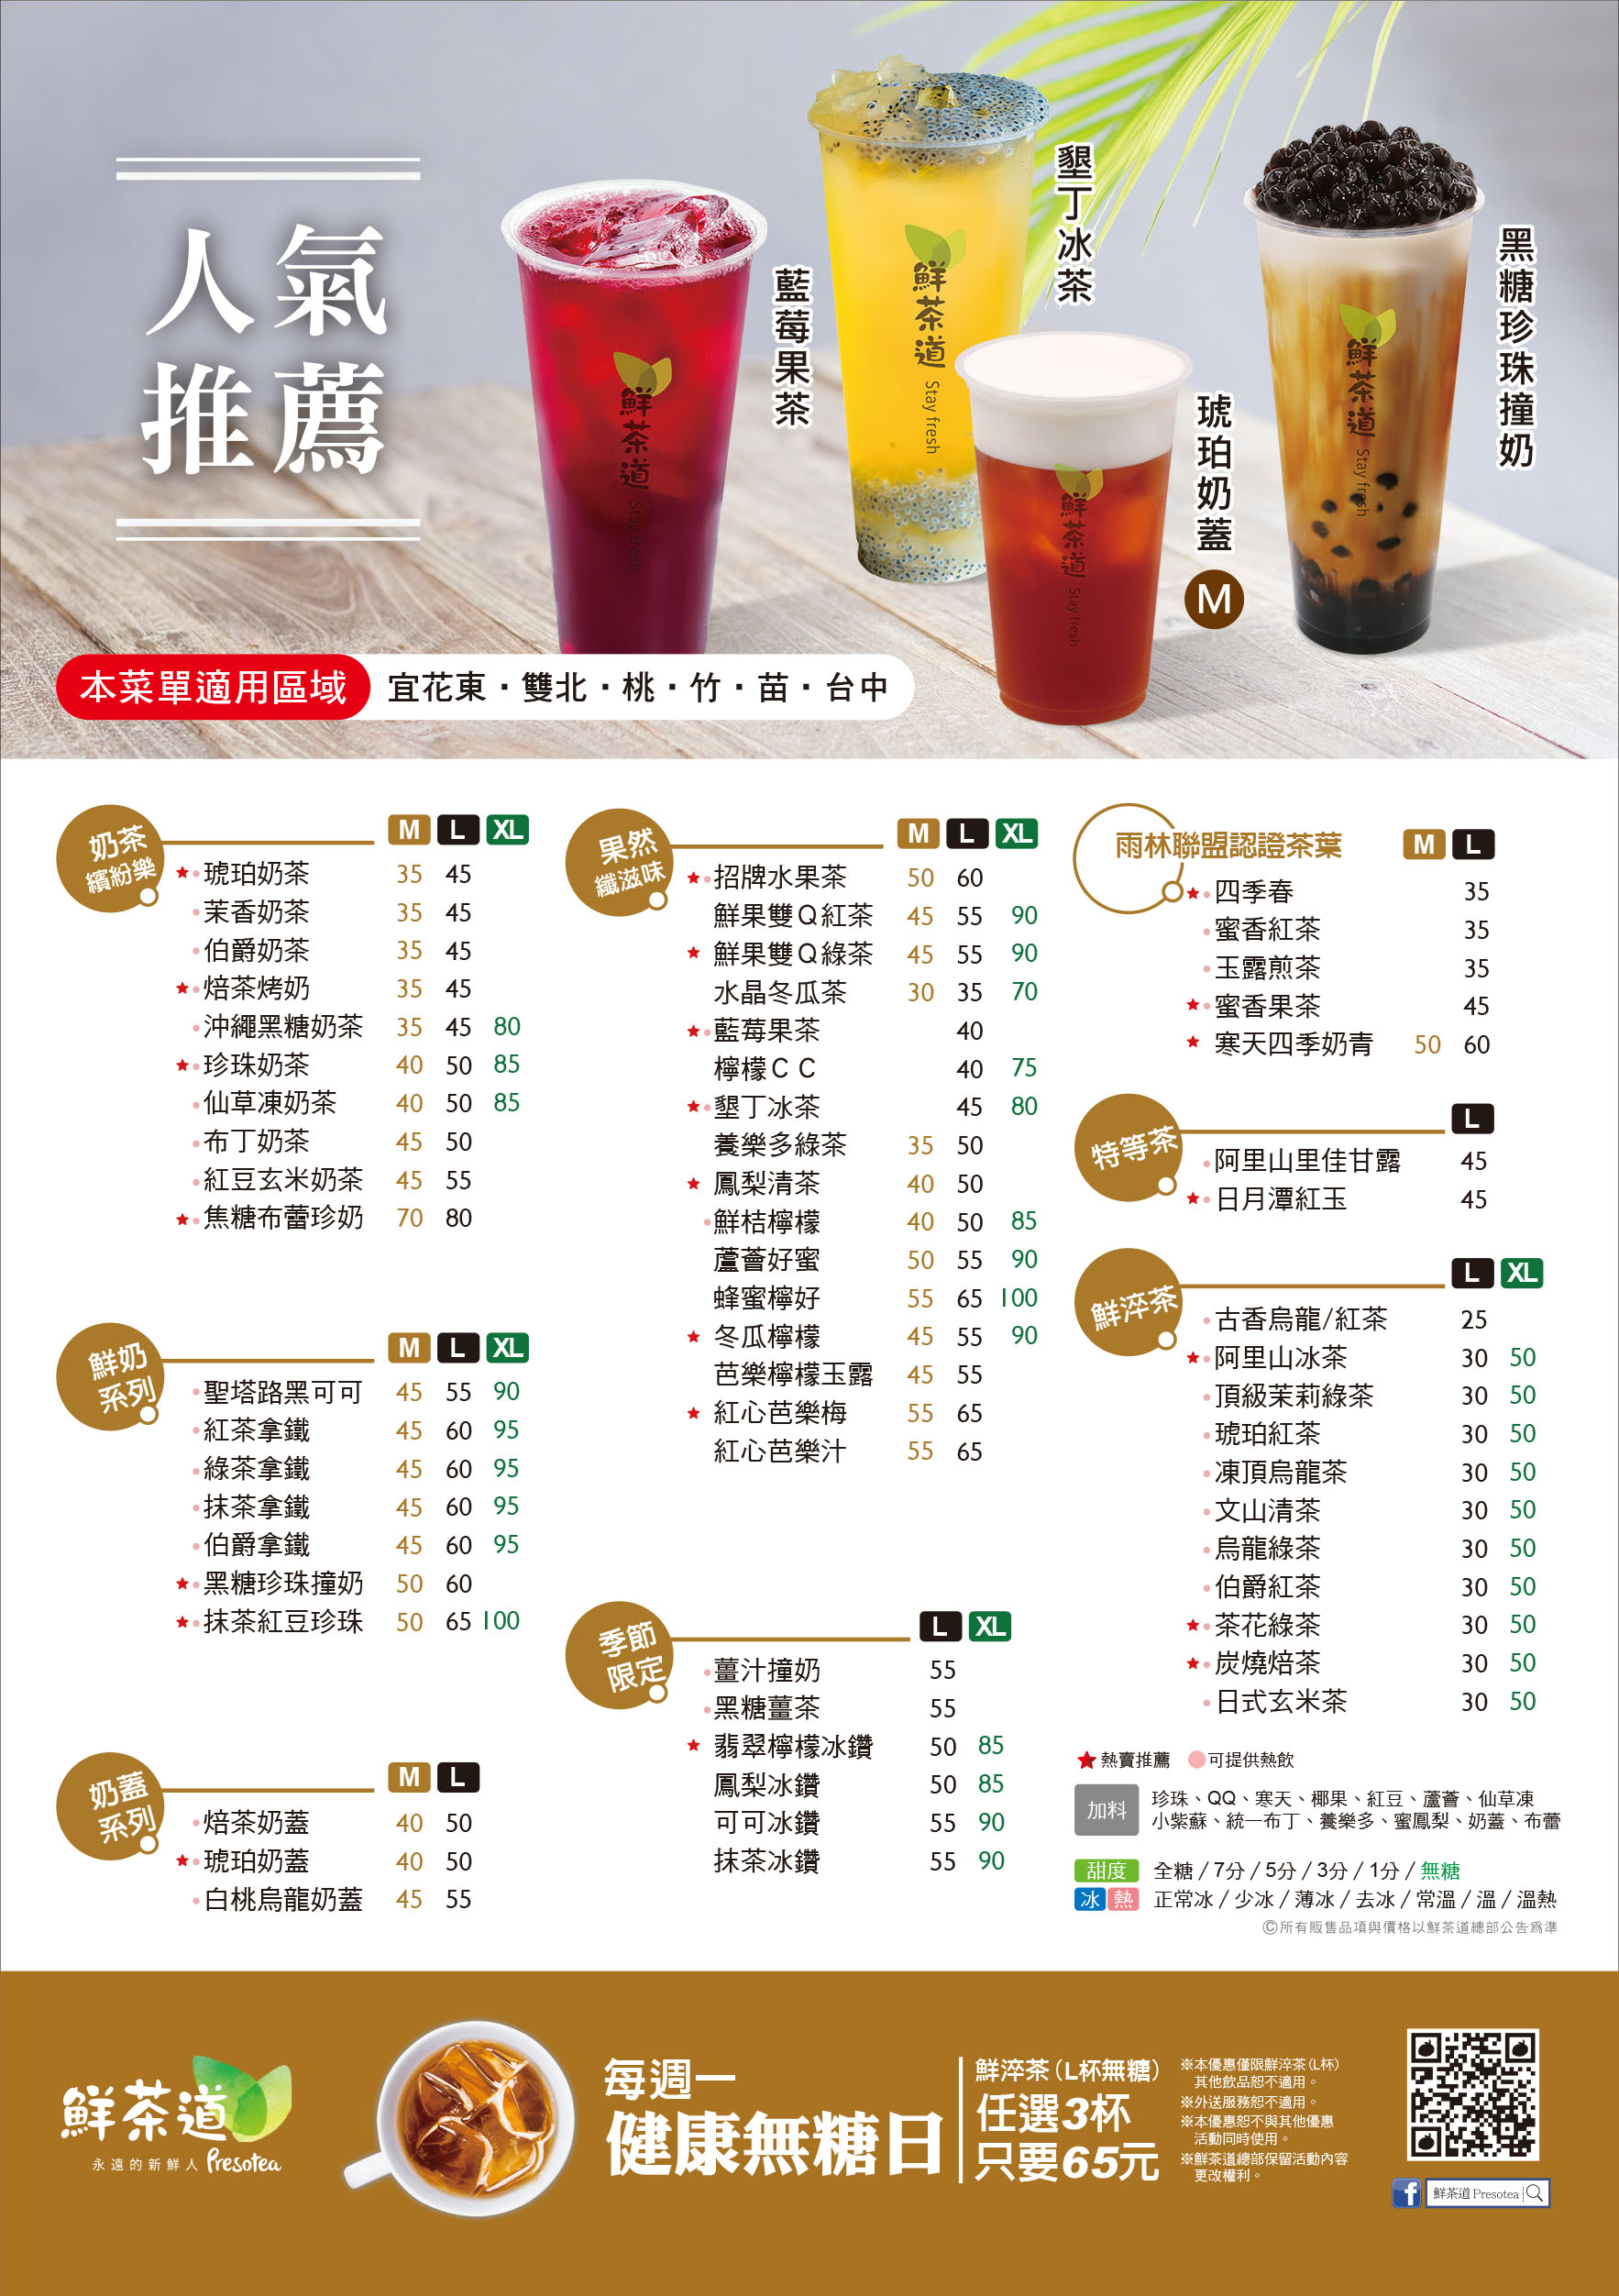 人氣
推薦
藍莓果茶
墾丁冰茶
琥珀奶蓋
M
黑糖珍珠撞奶
鮮茶道 Stay fresh
鮮茶道 Stay fresh
鮮茶道 Stay fresh
鮮茶道 Stay fresh
本菜單適用區域 宜花東・雙北・桃・竹・苗・台中
奶茶
繽紛樂
M L XL
★琥珀奶茶 35 45
茉香奶茶 35 45
伯爵奶茶 35 45
★焙茶烤奶 35 45
沖繩黑糖奶茶 35 45 80
★珍珠奶茶 40 50 85
仙草凍奶茶 40 50 85
布丁奶茶 45 50
紅豆玄米奶茶 45 55
★焦糖布蕾珍奶 70 80
鮮奶
系列
M L XL
聖塔路黑可可 45 55 90
紅茶拿鐵 45 60 95
綠茶拿鐵 45 60 95
抹茶拿鐵 45 60 95
伯爵拿鐵 45 60 95
★黑糖珍珠撞奶 50 60
★抹茶紅豆珍珠 50 65 100
奶蓋
系列
M L
焙茶奶蓋 40 50
★琥珀奶蓋 40 50
白桃烏龍奶蓋 45 55
果然
纖滋味
M L XL
★招牌水果茶 50 60
鮮果雙Q紅茶 45 55 90
★鮮果雙Q綠茶 45 55 90
水晶冬瓜茶 30 35 70
★藍莓果茶 40
檸檬CC 40 75
★墾丁冰茶 45 80
養樂多綠茶 35 50
★鳳梨清茶 40 50
鮮桔檸檬 40 50 85
蘆薈好蜜 50 55 90
蜂蜜檸好 55 65 100
★冬瓜檸檬 45 55 90
芭樂檸檬玉露 45 55
★紅心芭樂梅 55 65
紅心芭樂汁 55 65
季節
限定
L XL
薑汁撞奶 55
黑糖薑茶 55
★翡翠檸檬冰鑽 50 85
鳳梨冰鑽 50 85
可可冰鑽 55 90
抹茶冰鑽 55 90
雨林聯盟認證茶葉
M L
★四季春 35
蜜香紅茶 35
玉露煎茶 35
★蜜香果茶 45
★寒天四季奶青 50 60
特等茶
L
阿里山里佳甘露 45
★日月潭紅玉 45
鮮淬茶
L XL
古香烏龍/紅茶 25
★阿里山冰茶 30 50
頂級茉莉綠茶 30 50
琥珀紅茶 30 50
凍頂烏龍茶 30 50
文山清茶 30 50
烏龍綠茶 30 50
伯爵紅茶 30 50
★茶花綠茶 30 50
★炭燒焙茶 30 50
日式玄米茶 30 50
★熱賣推薦 ●可提供熱飲
加料 珍珠、QQ、寒天、椰果、紅豆、蘆薈、仙草凍
小紫蘇、統一布丁、養樂多、蜜鳳梨、奶蓋、布蕾
甜度 全糖/7分/5分/3分/1分/無糖
冰 熱 正常冰/少冰/薄冰/去冰/常溫/溫/溫熱
Ⓒ所有販售品項與價格以鮮茶道總部公告為準
鮮茶道
永遠的新鮮人 Presotea
每週一
健康無糖日
鮮淬茶(L杯無糖)
任選3杯
只要65元
※本優惠僅限鮮淬茶(L杯)
其他飲品恕不適用。
※外送服務恕不適用。
※本優惠恕不與其他優惠
活動同時使用。
※鮮茶道總部保留活動內容
更改權利。
f 鮮茶道Presotea